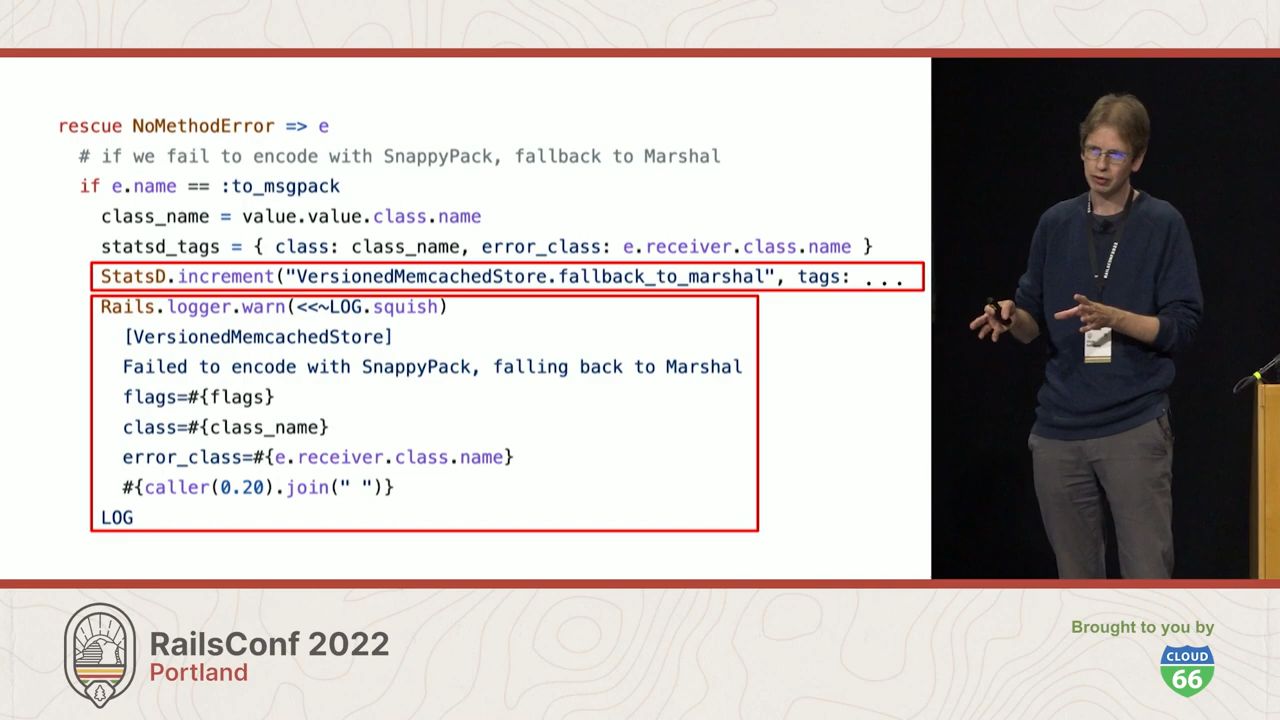 rescue NoMethodError => e
# if we fail to encode with SnappyPack, fallback to Marshal
if e.name == :to_msgpack
class_name = value.value.class.name
statsd_tags = { class: class_name, error_class: e.receiver.class.name }
StatsD.increment("VersionedMemcachedStore.fallback_to_marshal", tags: ...
Rails.logger.warn(<<~LOG.squish)
[VersionedMemcachedStore]
Failed to encode with SnappyPack, falling back to Marshal
flags=#{flags}
class=#{class_name}
error_class=#{e.receiver.class.name}
#{caller(0.20).join(" ")}
LOG
RailsConf 2022
Portland
Brought to you by
CLOUD
66